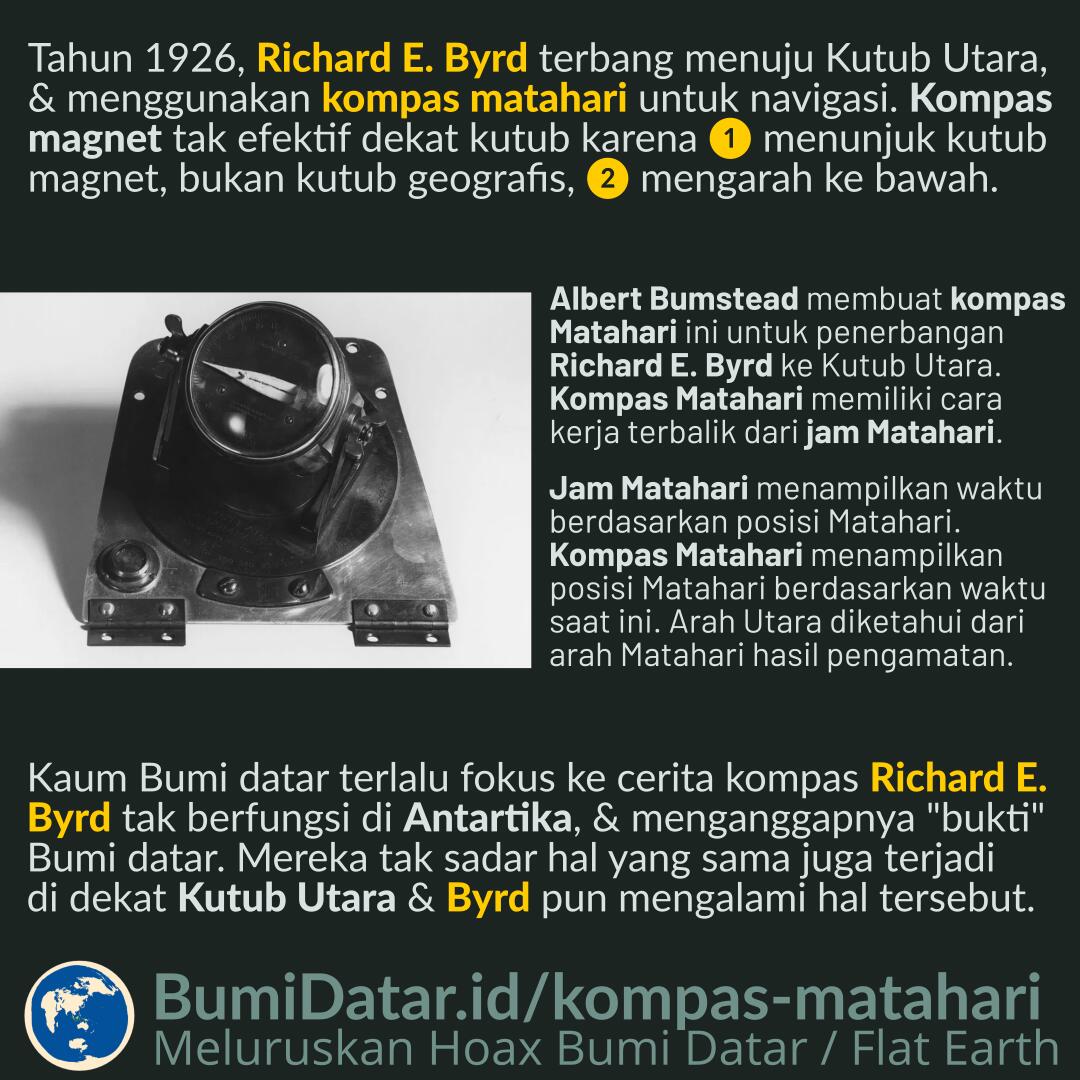 Tahun 1926, Richard E. Byrd terbang menuju Kutub Utara,
& menggunakan kompas matahari untuk navigasi. Kompas
magnet tak efektif dekat kutub karena 1 menunjuk kutub
magnet, bukan kutub geografis, 2 mengarah ke bawah.
Albert Bumstead membuat kompas
Matahari ini untuk penerbangan
Richard E. Byrd ke Kutub Utara.
Kompas Matahari memiliki cara
kerja terbalik dari jam Matahari.
Jam Matahari menampilkan waktu
berdasarkan posisi Matahari.
Kompas Matahari menampilkan
posisi Matahari berdasarkan waktu
saat ini. Arah Utara diketahui dari
arah Matahari hasil pengamatan.
Kaum Bumi datar terlalu fokus ke cerita kompas Richard E.
Byrd tak berfungsi di Antartika, & menganggapnya "bukti"
Bumi datar. Mereka tak sadar hal yang sama juga terjadi
di dekat Kutub Utara & Byrd pun mengalami hal tersebut.
BumiDatar.id/kompas-matahari
Meluruskan Hoax Bumi Datar / Flat Earth